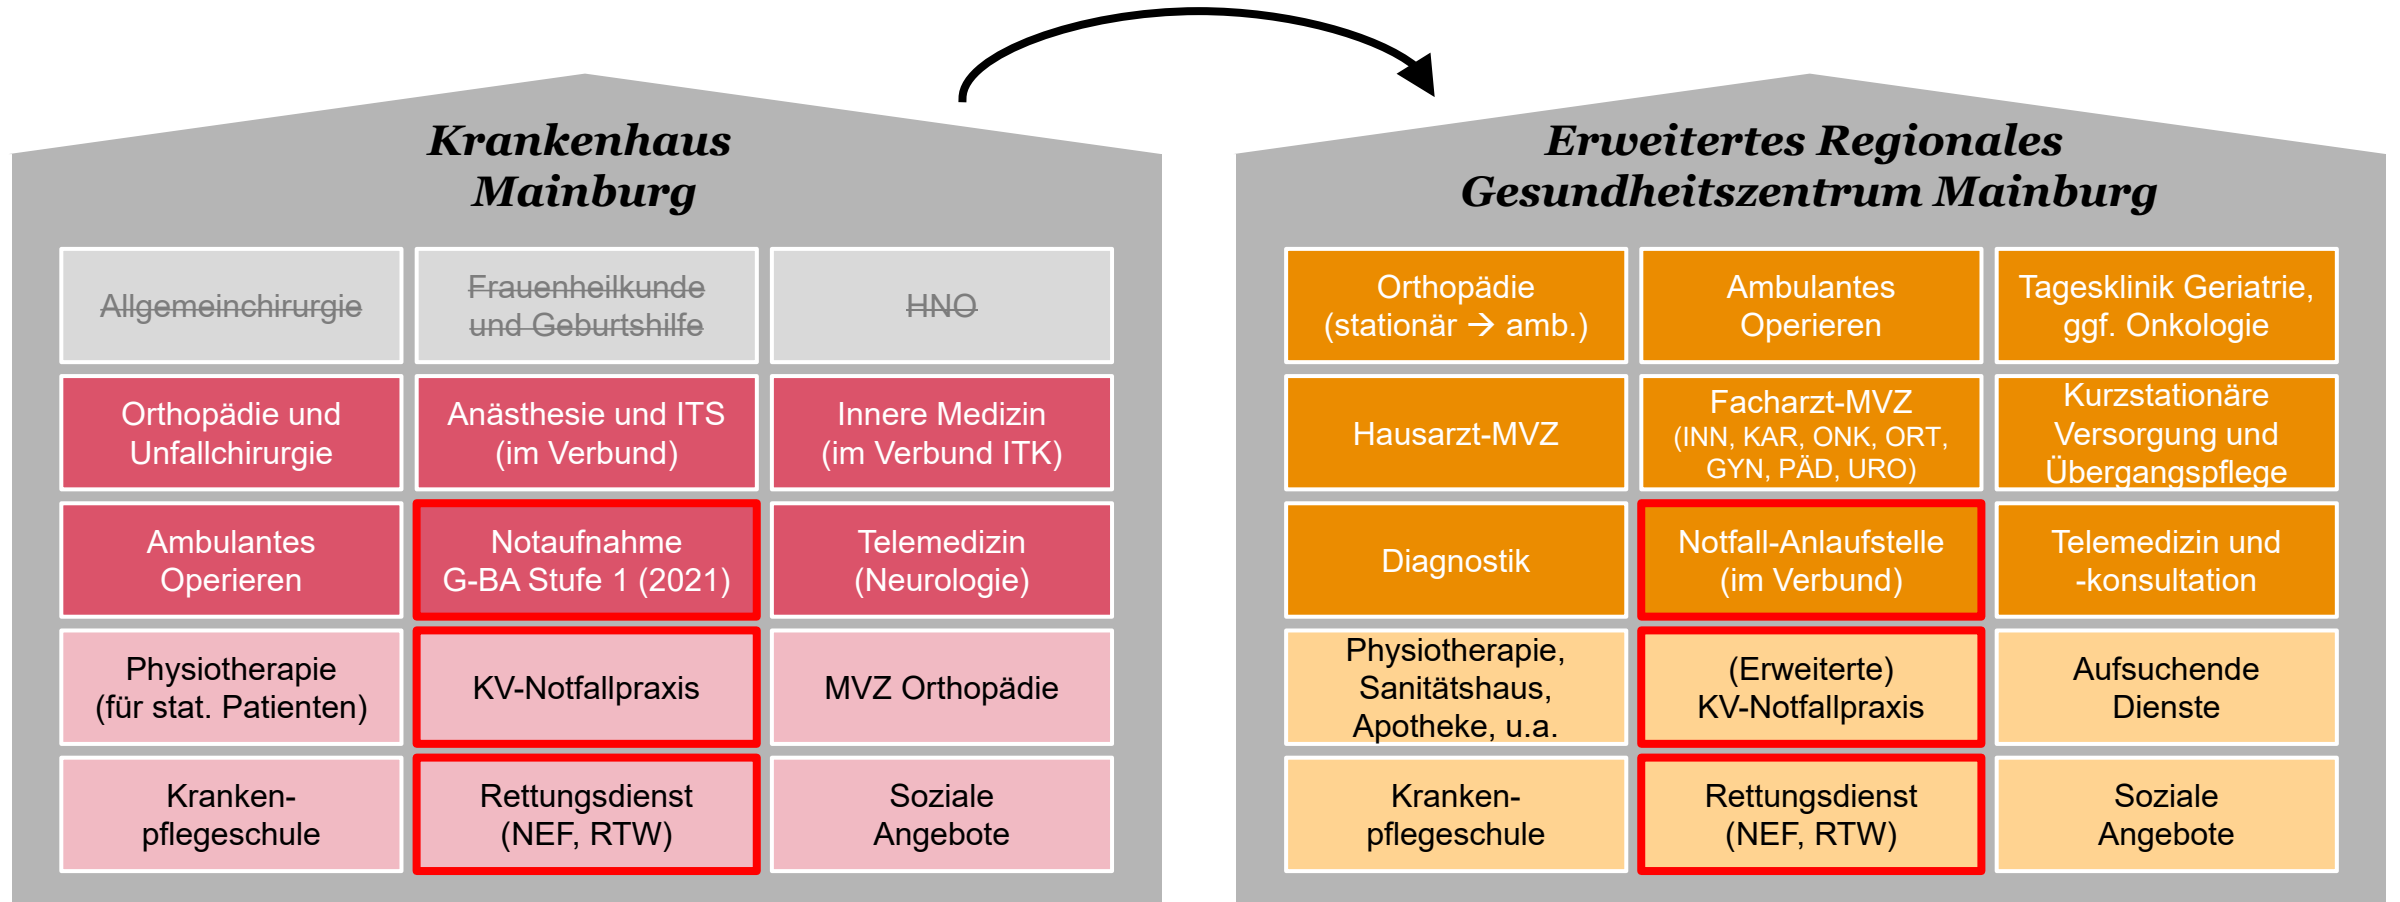 Krankenhaus
Mainburg
Allgemeinchirurgie
Frauenheilkunde
und Geburtshilfe
HNO
Orthopädie und
Unfallchirurgie
Anästhesie und ITS
(im Verbund)
Innere Medizin
(im Verbund ITK)
Ambulantes
Operieren
Notaufnahme
G-BA Stufe 1 (2021)
Telemedizin
(Neurologie)
Physiotherapie
(für stat. Patienten)
KV-Notfallpraxis
MVZ Orthopädie
Kranken-
pflegeschule
Rettungsdienst
(NEF, RTW)
Soziale
Angebote
Erweitertes Regionales
Gesundheitszentrum Mainburg
Orthopädie
(stationär → amb.)
Ambulantes
Operieren
Tagesklinik Geriatrie,
ggf. Onkologie
Hausarzt-MVZ
Facharzt-MVZ
(INN, KAR, ONK, ORT,
GYN, PÄD, URO)
Kurzstationäre
Versorgung und
Übergangspflege
Diagnostik
Notfall-Anlaufstelle
(im Verbund)
Telemedizin und
-konsultation
Physiotherapie,
Sanitätshaus,
Apotheke, u.a.
(Erweiterte)
KV-Notfallpraxis
Aufsuchende
Dienste
Kranken-
pflegeschule
Rettungsdienst
(NEF, RTW)
Soziale
Angebote